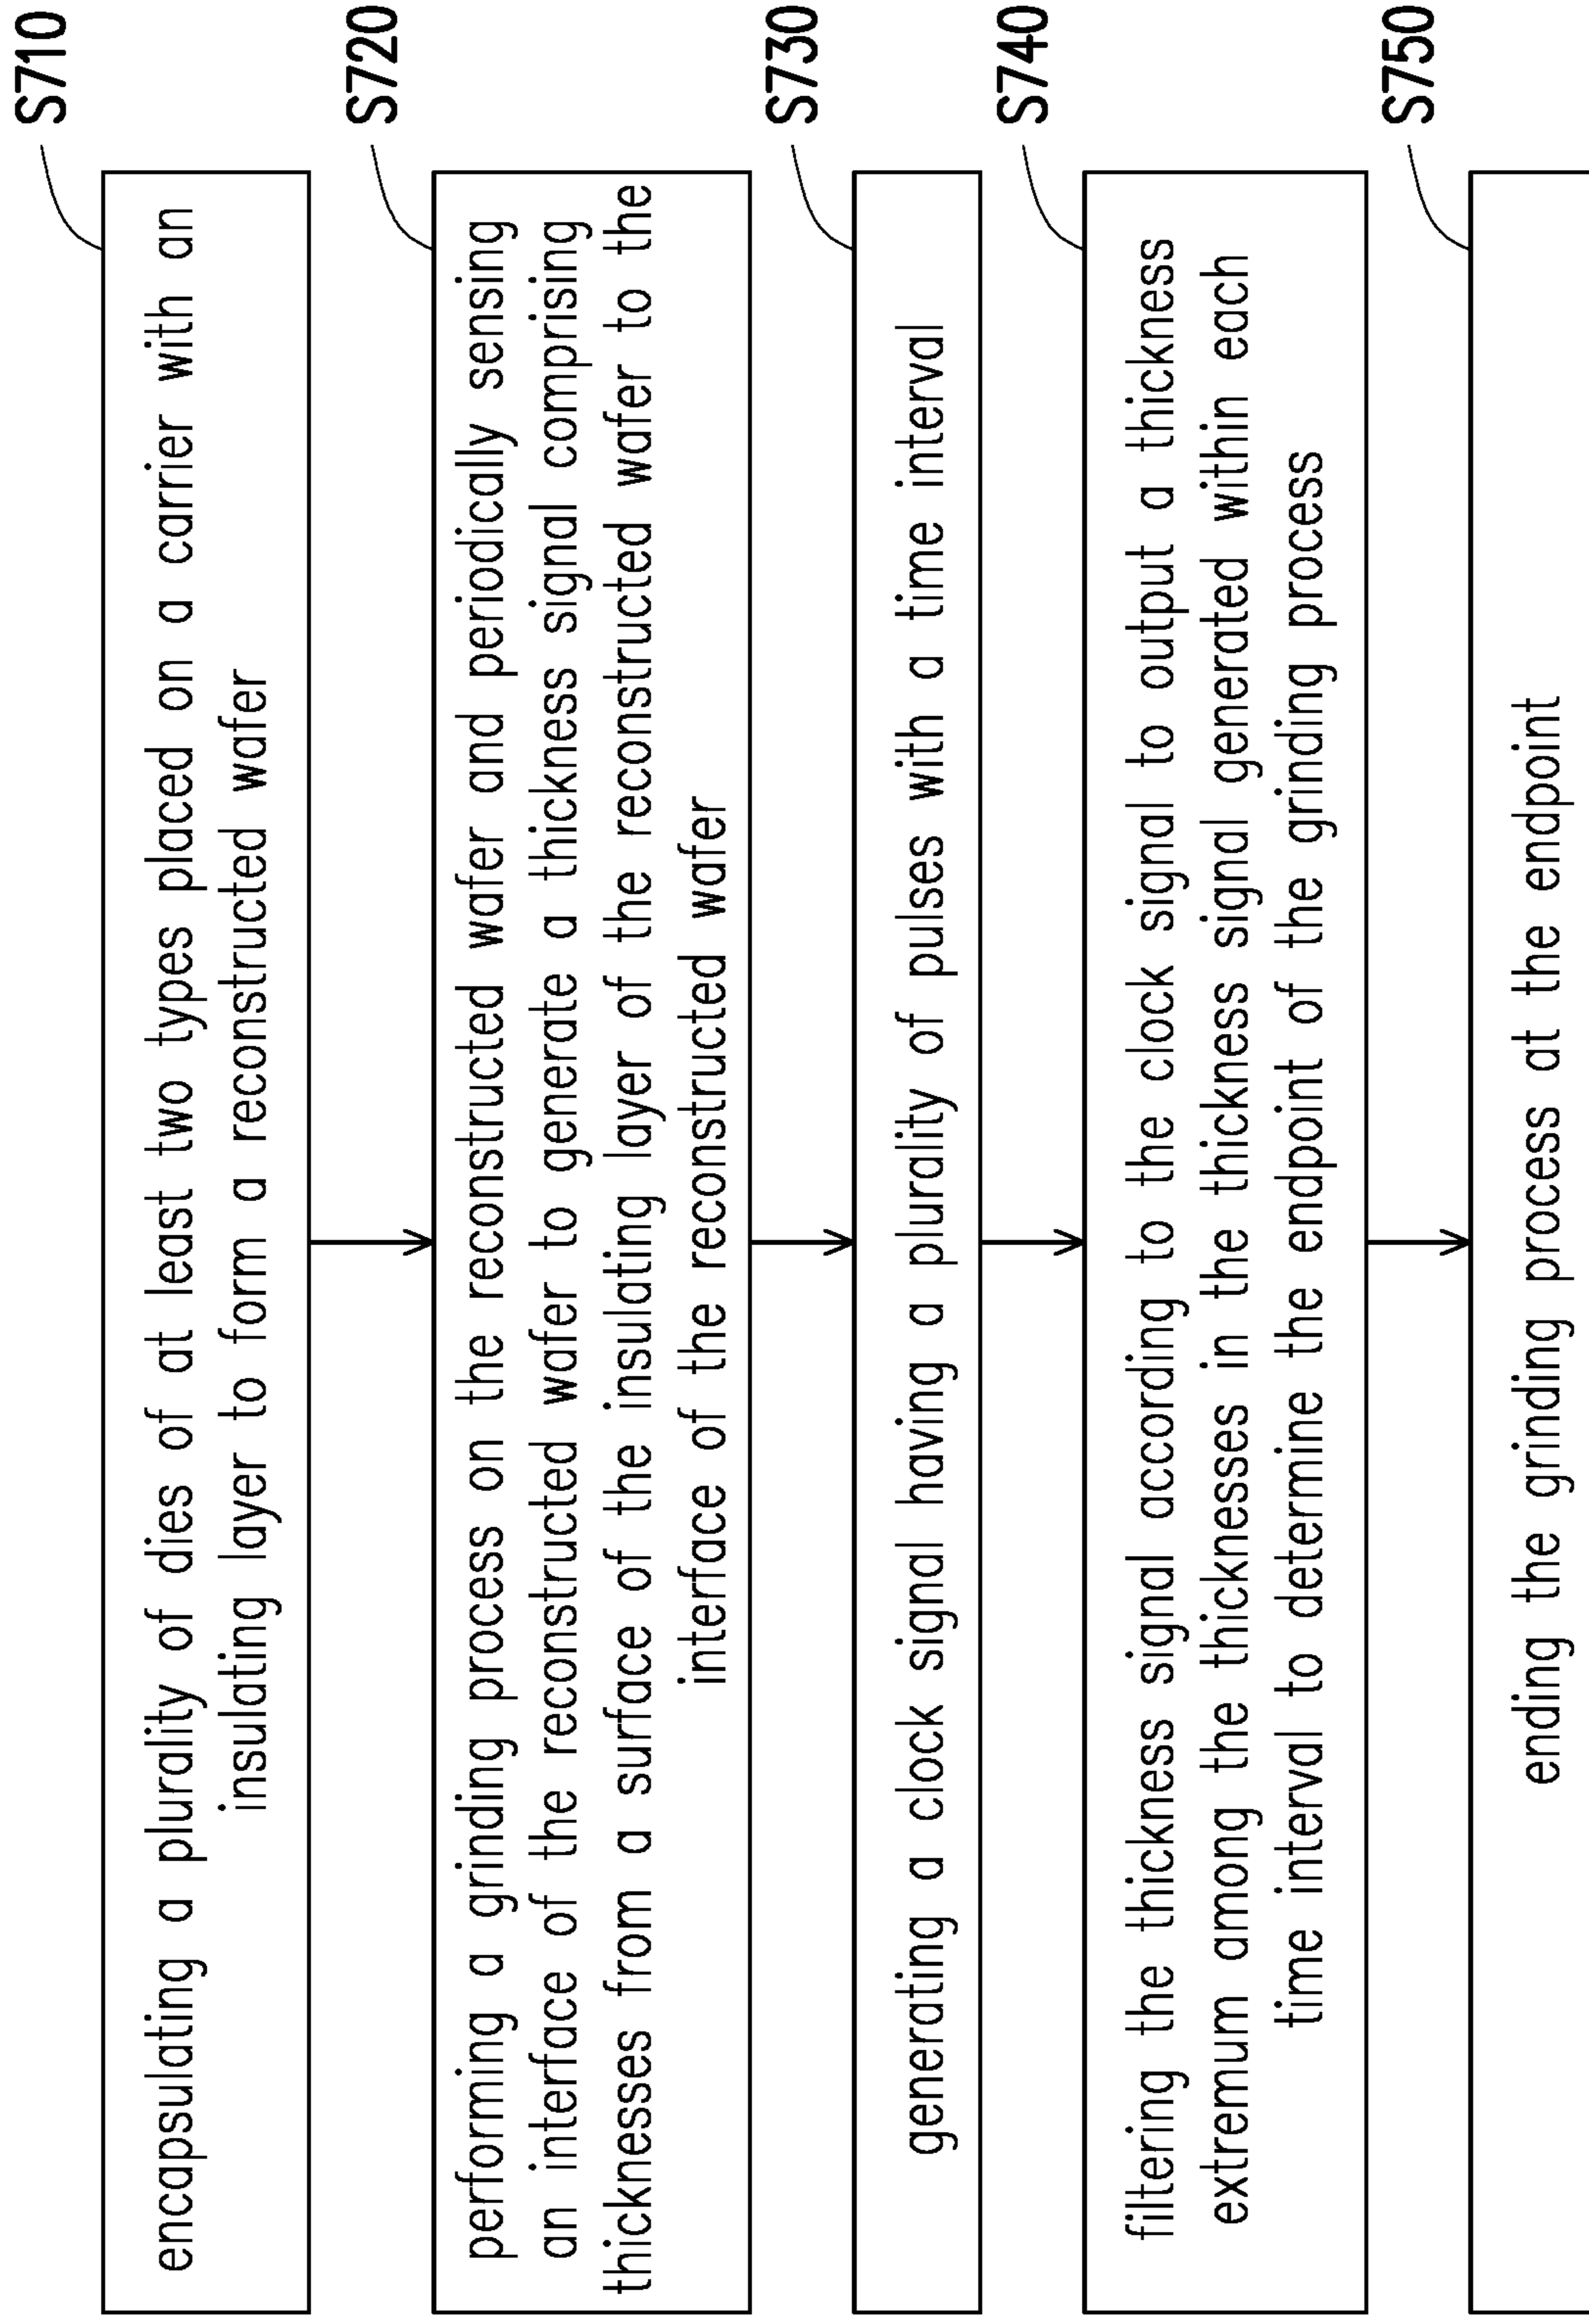 S710
encapsulating a plurality of dies of at least two types placed on a carrier with an
insulating layer to form a reconstructed wafer
S720
performing a grinding process on the reconstructed wafer and periodically sensing
an interface of the reconstructed wafer to generate a thickness signal comprising
thicknesses from a surface of the insulating layer of the reconstructed wafer to the
interface of the reconstructed wafer
S730
generating a clock signal having a plurality of pulses with a time interval
S740
filtering the thickness signal according to the clock signal to output a thickness
extremum among the thicknesses in the thickness signal generated within each
time interval to determine the endpoint of the grinding process
S750
ending the grinding process at the endpoint